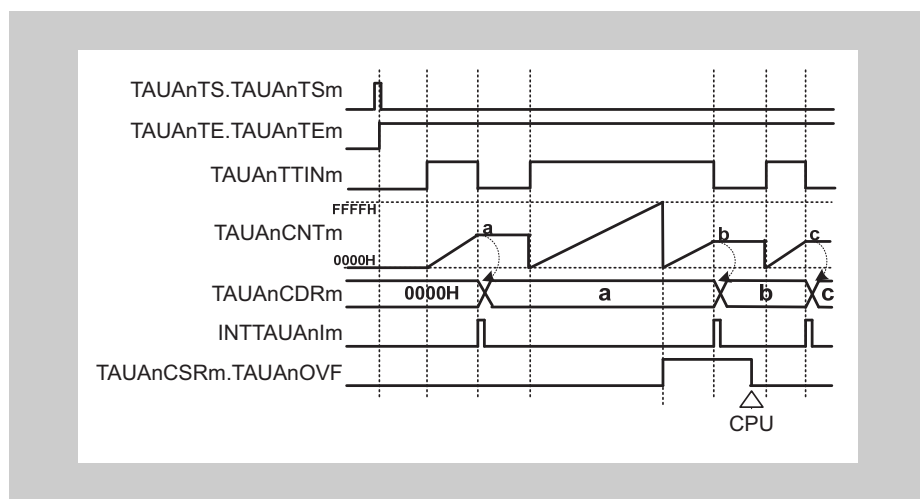 TAUAnTS.TAUAnTSm
TAUAnTE.TAUAnTEm
TAUAnTTINm
FFFFH
TAUAnCNTm
a
b
c
0000H
TAUAnCDRm
0000H
a
b
c
INTTAUAnIm
TAUAnCSRm.TAUAnOVF
CPU